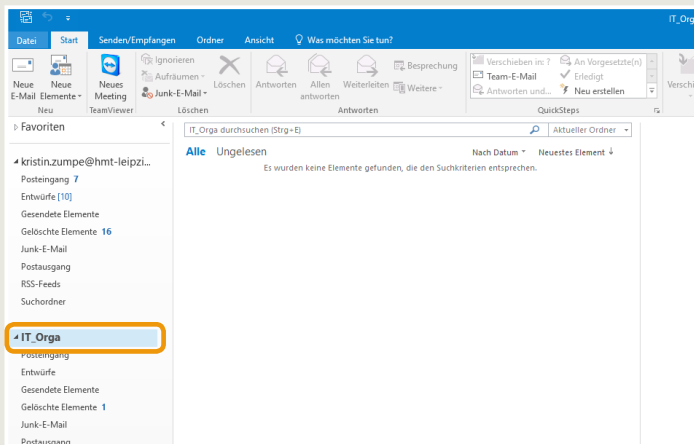 IT_Org
Datei Start Senden/Empfangen Ordner Ansicht Was möchten Sie tun?
Neue E-Mail
Neue Elemente
Neu
Neues Meeting
TeamViewer
Ignorieren
Aufräumen
Junk-E-Mail
Löschen
Löschen
Antworten
Allen antworten
Weiterleiten
Besprechung
Weitere
Antworten
Verschieben in: ?
Team-E-Mail
Antworten und...
An Vorgesetzte(n)
Erledigt
Neu erstellen
QuickSteps
Verschi
Favoriten
kristin.zumpe@hmt-leipzi...
Posteingang 7
Entwürfe [10]
Gesendete Elemente
Gelöschte Elemente 16
Junk-E-Mail
Postausgang
RSS-Feeds
Suchordner
IT_Orga
Posteingang
Entwürfe
Gesendete Elemente
Gelöschte Elemente 1
Junk-E-Mail
Postausgang
IT_Orga durchsuchen (Strg+E) Aktueller Ordner
Alle Ungelesen Nach Datum Neuestes Element ↓
Es wurden keine Elemente gefunden, die den Suchkriterien entsprechen.